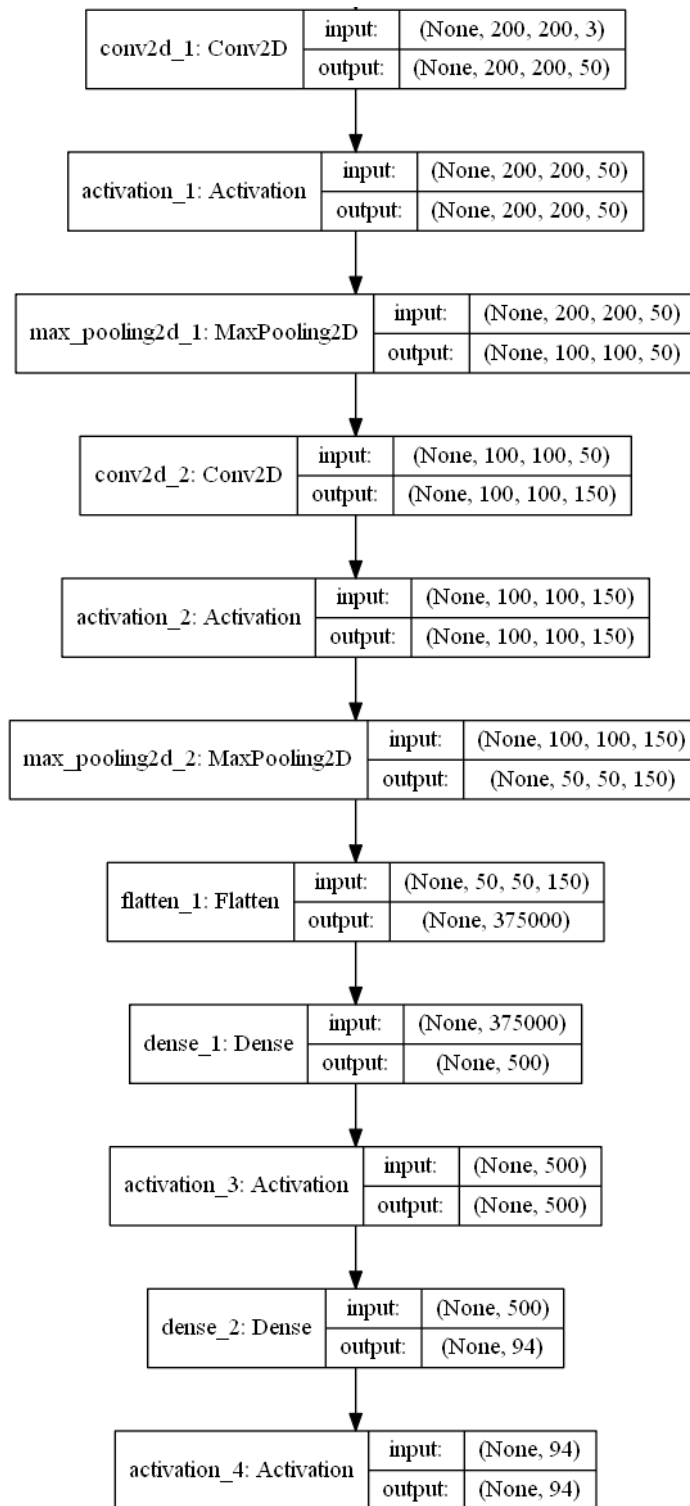 conv2d_1: Conv2D
input: (None, 200, 200, 3)
output: (None, 200, 200, 50)
activation_1: Activation
input: (None, 200, 200, 50)
output: (None, 200, 200, 50)
max_pooling2d_1: MaxPooling2D
input: (None, 200, 200, 50)
output: (None, 100, 100, 50)
conv2d_2: Conv2D
input: (None, 100, 100, 50)
output: (None, 100, 100, 150)
activation_2: Activation
input: (None, 100, 100, 150)
output: (None, 100, 100, 150)
max_pooling2d_2: MaxPooling2D
input: (None, 100, 100, 150)
output: (None, 50, 50, 150)
flatten_1: Flatten
input: (None, 50, 50, 150)
output: (None, 375000)
dense_1: Dense
input: (None, 375000)
output: (None, 500)
activation_3: Activation
input: (None, 500)
output: (None, 500)
dense_2: Dense
input: (None, 500)
output: (None, 94)
activation_4: Activation
input: (None, 94)
output: (None, 94)